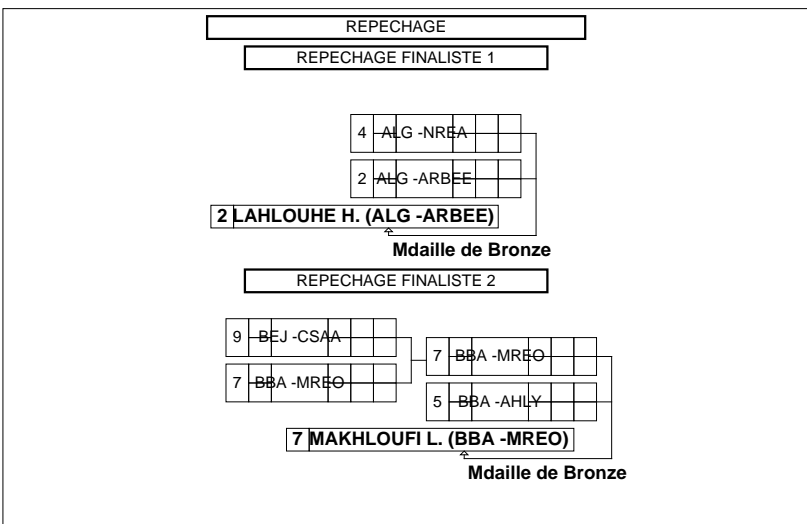 REPECHAGE
REPECHAGE FINALISTE 1
4 ALG -NREA
2 ALG -ARBEE
2 LAHLOUHE H. (ALG -ARBEE)
Mdaille de Bronze
REPECHAGE FINALISTE 2
9 BEJ -CSAA
7 BBA -MREO
7 BBA -MREO
5 BBA -AHLY
7 MAKHLOUFI L. (BBA -MREO)
Mdaille de Bronze